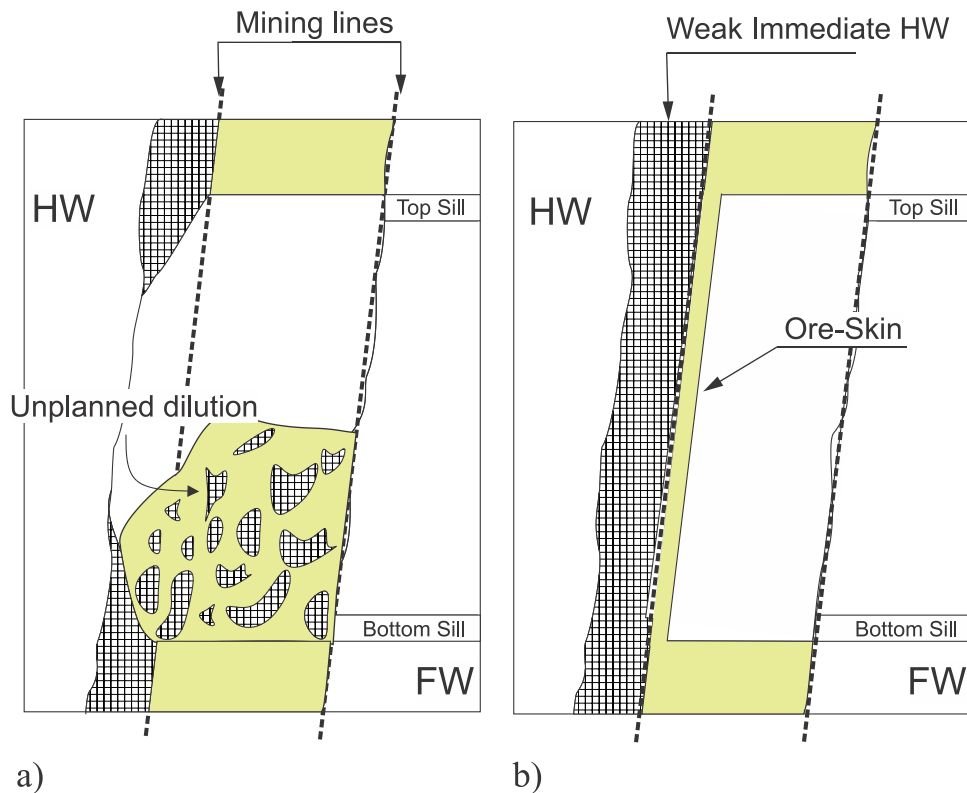 Mining lines
HW
Top Sill
Unplanned dilution
Bottom Sill
FW
a)
Weak Immediate HW
HW
Top Sill
Ore-Skin
Bottom Sill
FW
b)